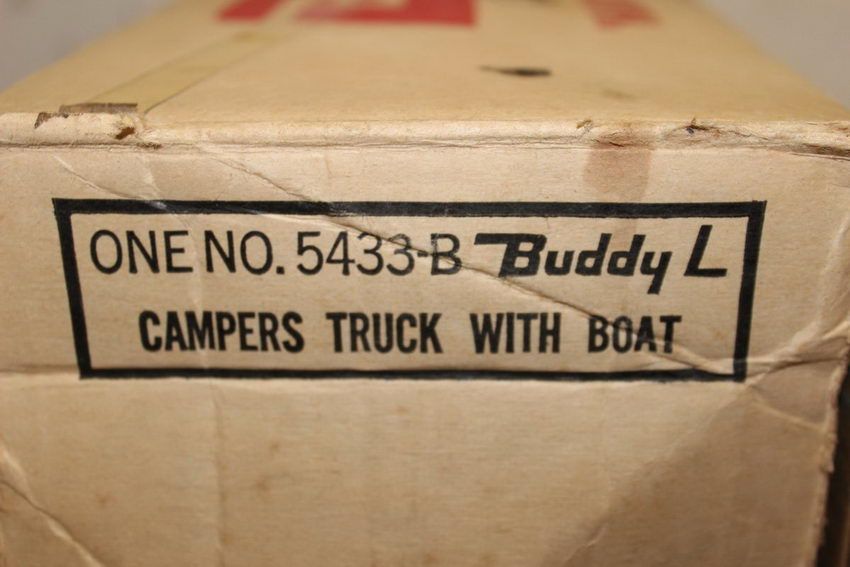 ONE NO. 5433-B Buddy L
CAMPERS TRUCK WITH BOAT